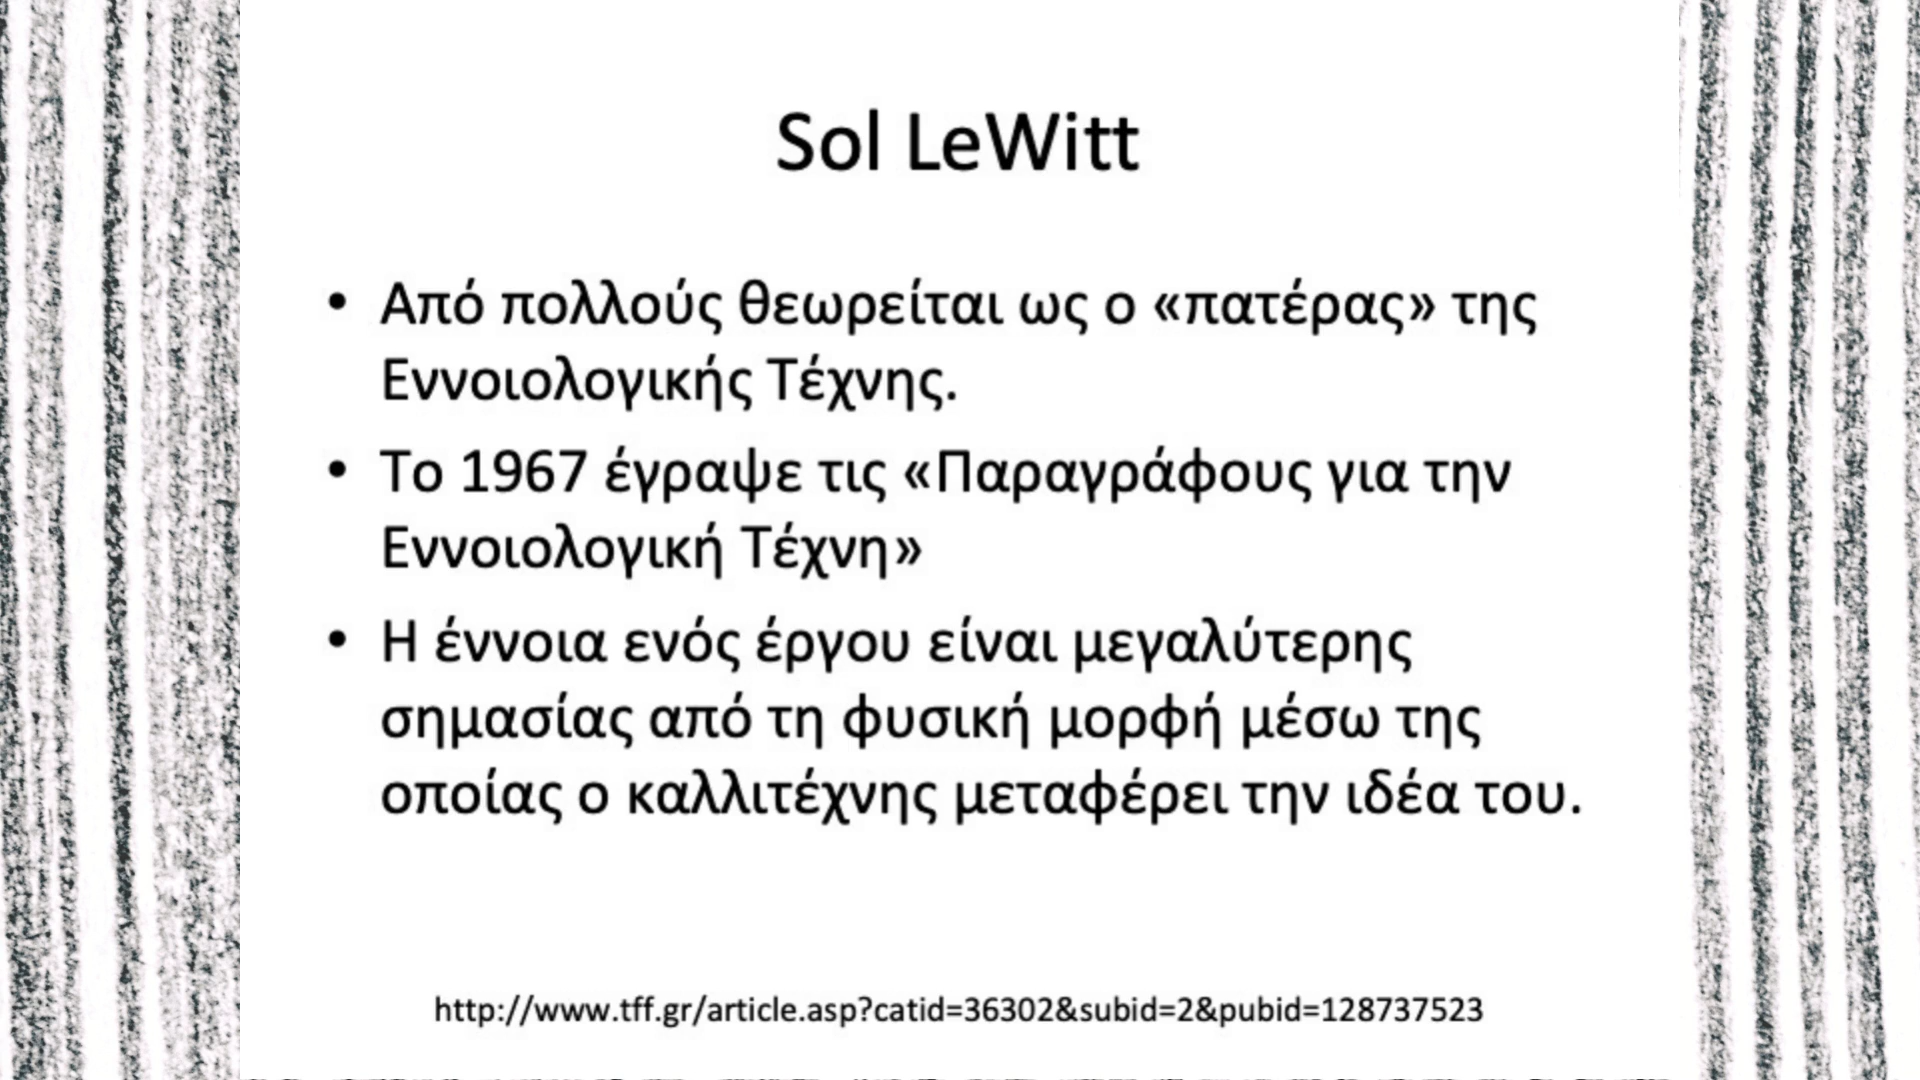 Sol LeWitt
• Από πολλούς θεωρείται ως ο «πατέρας» της
Εννοιολογικής Τέχνης.
• Το 1967 έγραψε τις «Παραγράφους για την
Εννοιολογική Τέχνη»
• Η έννοια ενός έργου είναι μεγαλύτερης
σημασίας από τη φυσική μορφή μέσω της
οποίας ο καλλιτέχνης μεταφέρει την ιδέα του.
http://www.tff.gr/article.asp?catid=36302&subid=2&pubid=128737523